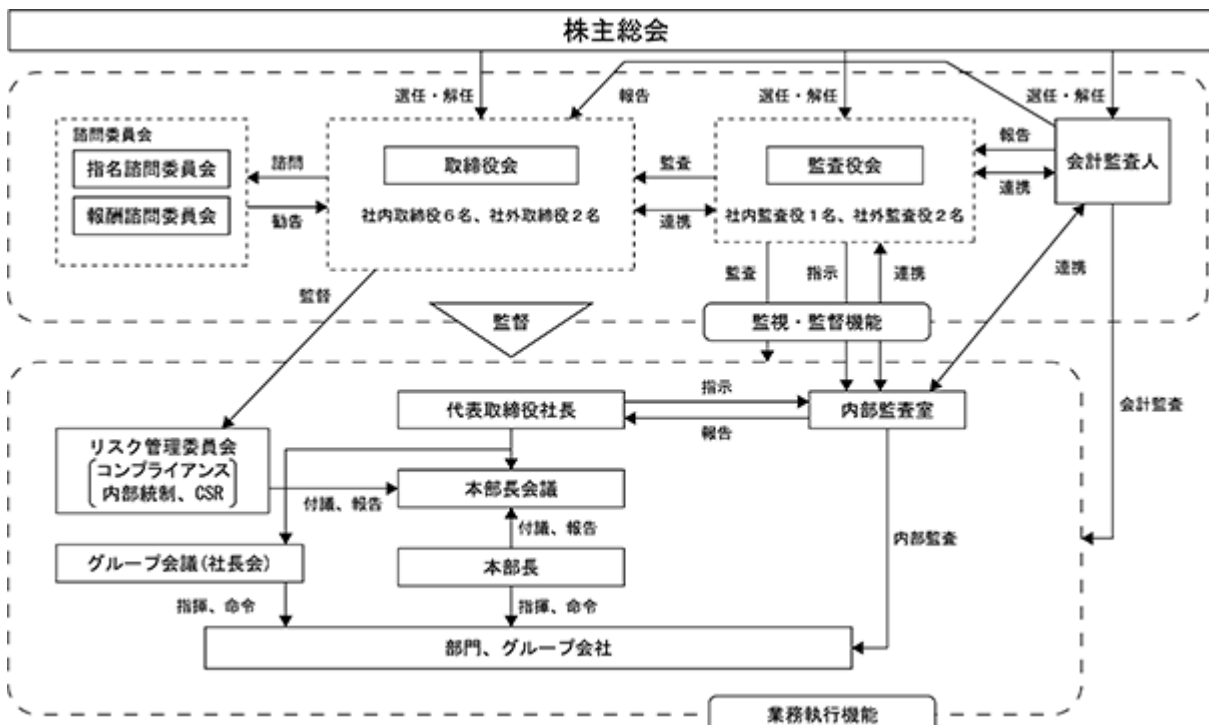 株主総会
選任・解任
報告
選任・解任
選任・解任
諮問委員会
指名諮問委員会
報酬諮問委員会
諮問
勧告
取締役会
社内取締役6名、社外取締役2名
監査
連携
監査役会
社内監査役1名、社外監査役2名
報告
連携
会計監査人
監督
監督
監査
指示
連携
連携
監視・監督機能
代表取締役社長
指示
報告
内部監査室
会計監査
リスク管理委員会
コンプライアンス
内部統制、CSR
付議、報告
本部長会議
付議、報告
内部監査
グループ会議(社長会)
本部長
指揮、命令
指揮、命令
部門、グループ会社
業務執行機能